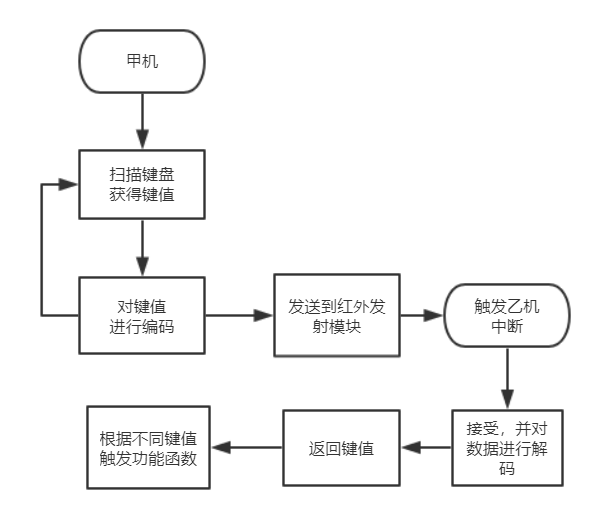 甲机
扫描键盘
获得键值
对键值
进行编码
发送到红外发
射模块
触发乙机
中断
接受，并对
数据进行解
码
返回键值
根据不同键值
触发功能函数